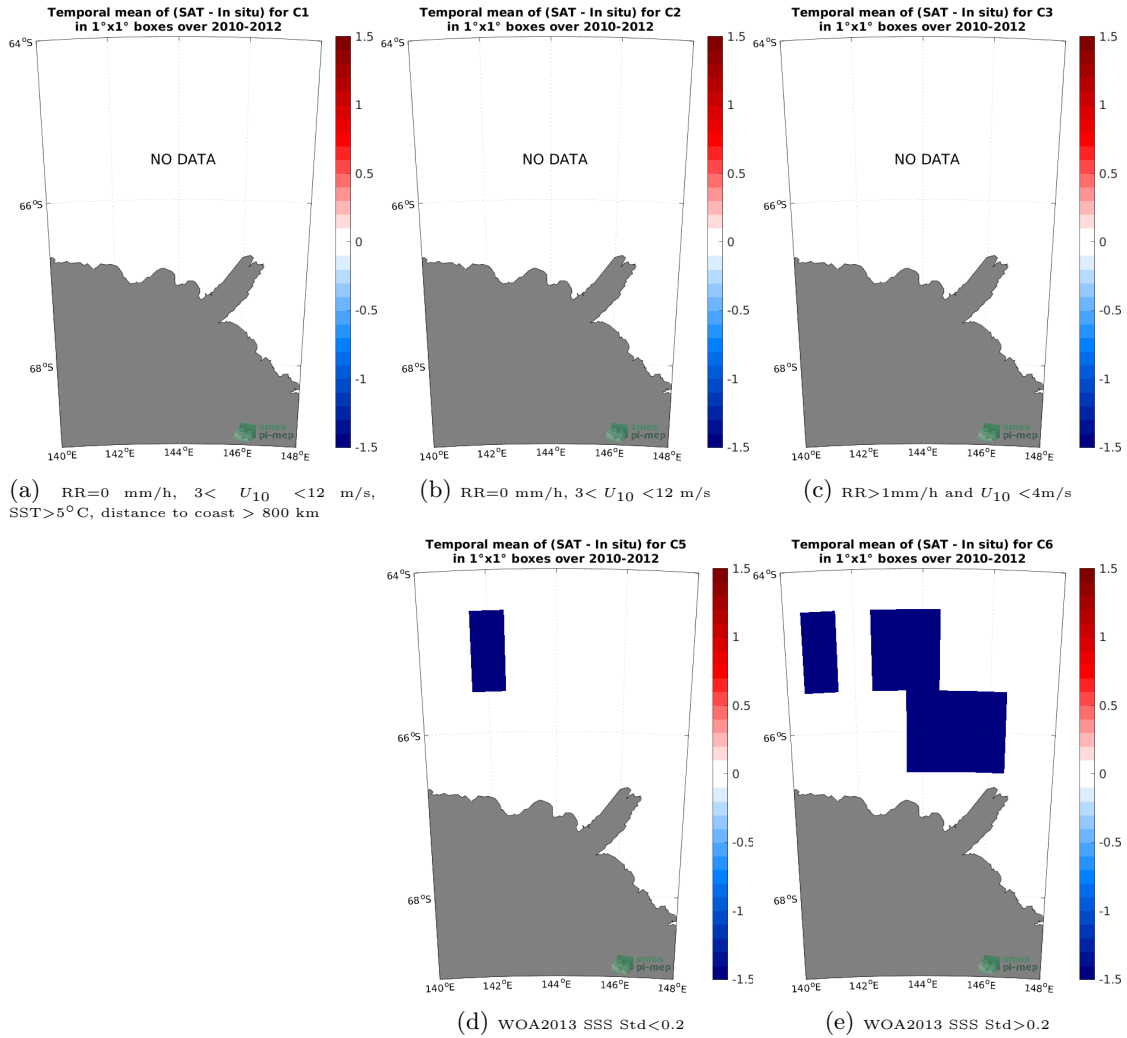 Temporal mean of (SAT - In situ) for C1
in 1°x1° boxes over 2010-2012
64°S
66°S
68°S
140°E
142°E
144°E
146°E
148°E
NO DATA
1.5
1
0.5
0
-0.5
-1
-1.5
smos
pi-mep
(a) RR=0 mm/h, 3< U10 <12 m/s,
SST>5°C, distance to coast > 800 km
Temporal mean of (SAT - In situ) for C2
in 1°x1° boxes over 2010-2012
64°S
66°S
68°S
140°E
142°E
144°E
146°E
148°E
NO DATA
1.5
1
0.5
0
-0.5
-1
-1.5
smos
pi-mep
(b) RR=0 mm/h, 3< U10 <12 m/s
Temporal mean of (SAT - In situ) for C3
in 1°x1° boxes over 2010-2012
64°S
66°S
68°S
140°E
142°E
144°E
146°E
148°E
NO DATA
1.5
1
0.5
0
-0.5
-1
-1.5
smos
pi-mep
(c) RR>1mm/h and U10 <4m/s
Temporal mean of (SAT - In situ) for C5
in 1°x1° boxes over 2010-2012
64°S
66°S
68°S
140°E
142°E
144°E
146°E
148°E
1.5
1
0.5
0
-0.5
-1
-1.5
smos
pi-mep
(d) WOA2013 SSS Std<0.2
Temporal mean of (SAT - In situ) for C6
in 1°x1° boxes over 2010-2012
64°S
66°S
68°S
140°E
142°E
144°E
146°E
148°E
1.5
1
0.5
0
-0.5
-1
-1.5
smos
pi-mep
(e) WOA2013 SSS Std>0.2